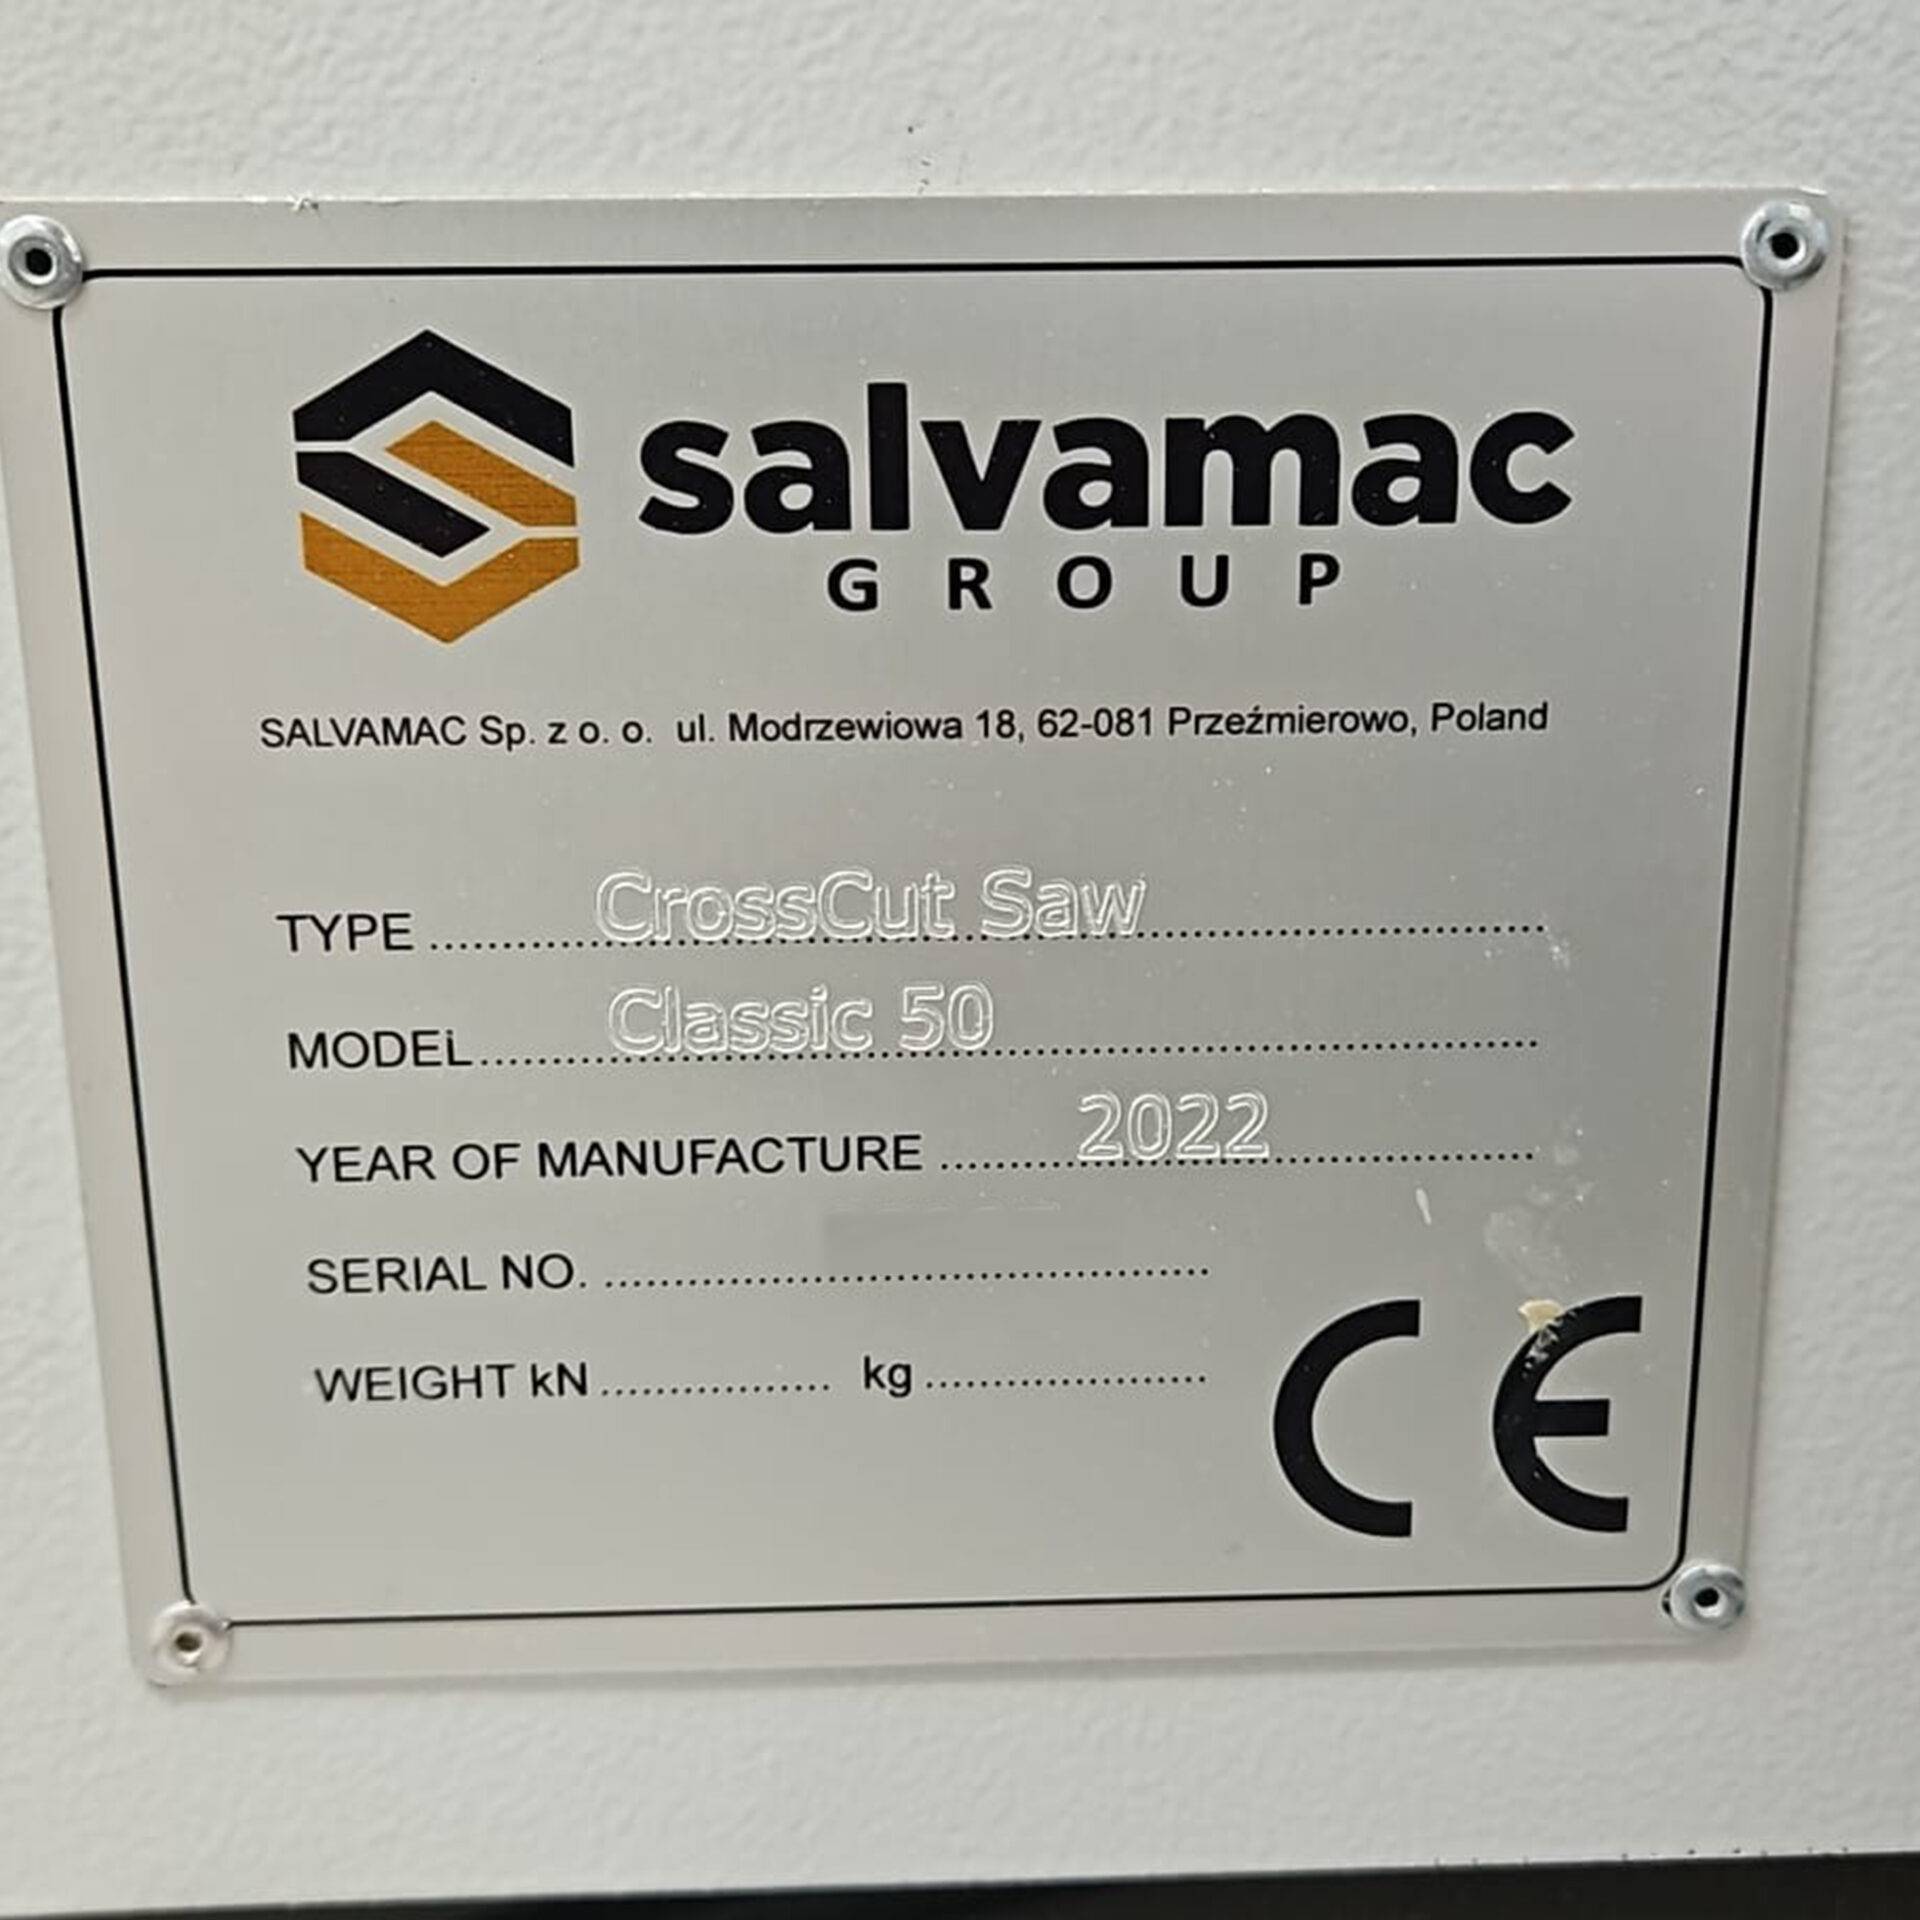 salvamac
GROUP
SALVAMAC Sp. z o. o. ul. Modrzewiowa 18, 62-081 Przeźmierowo, Poland
TYPE ........ CrossCut Saw ........
MODEL ........ Classic 50 ........
YEAR OF MANUFACTURE ........ 2022 ........
SERIAL NO. ........
WEIGHT kN ........ kg ........
CE